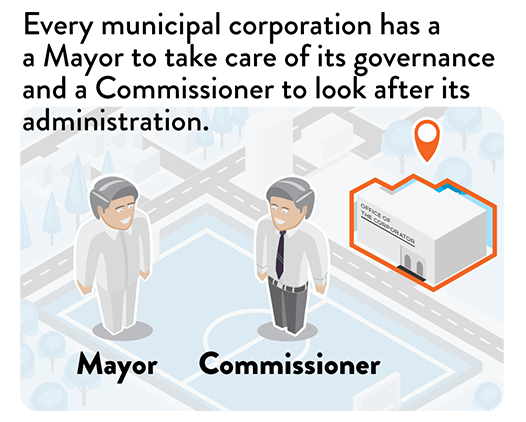 Every municipal corporation has a
a Mayor to take care of its governance
and a Commissioner to look after its
administration.
OFFICE OF
THE CORPORATOR
Mayor
Commissioner